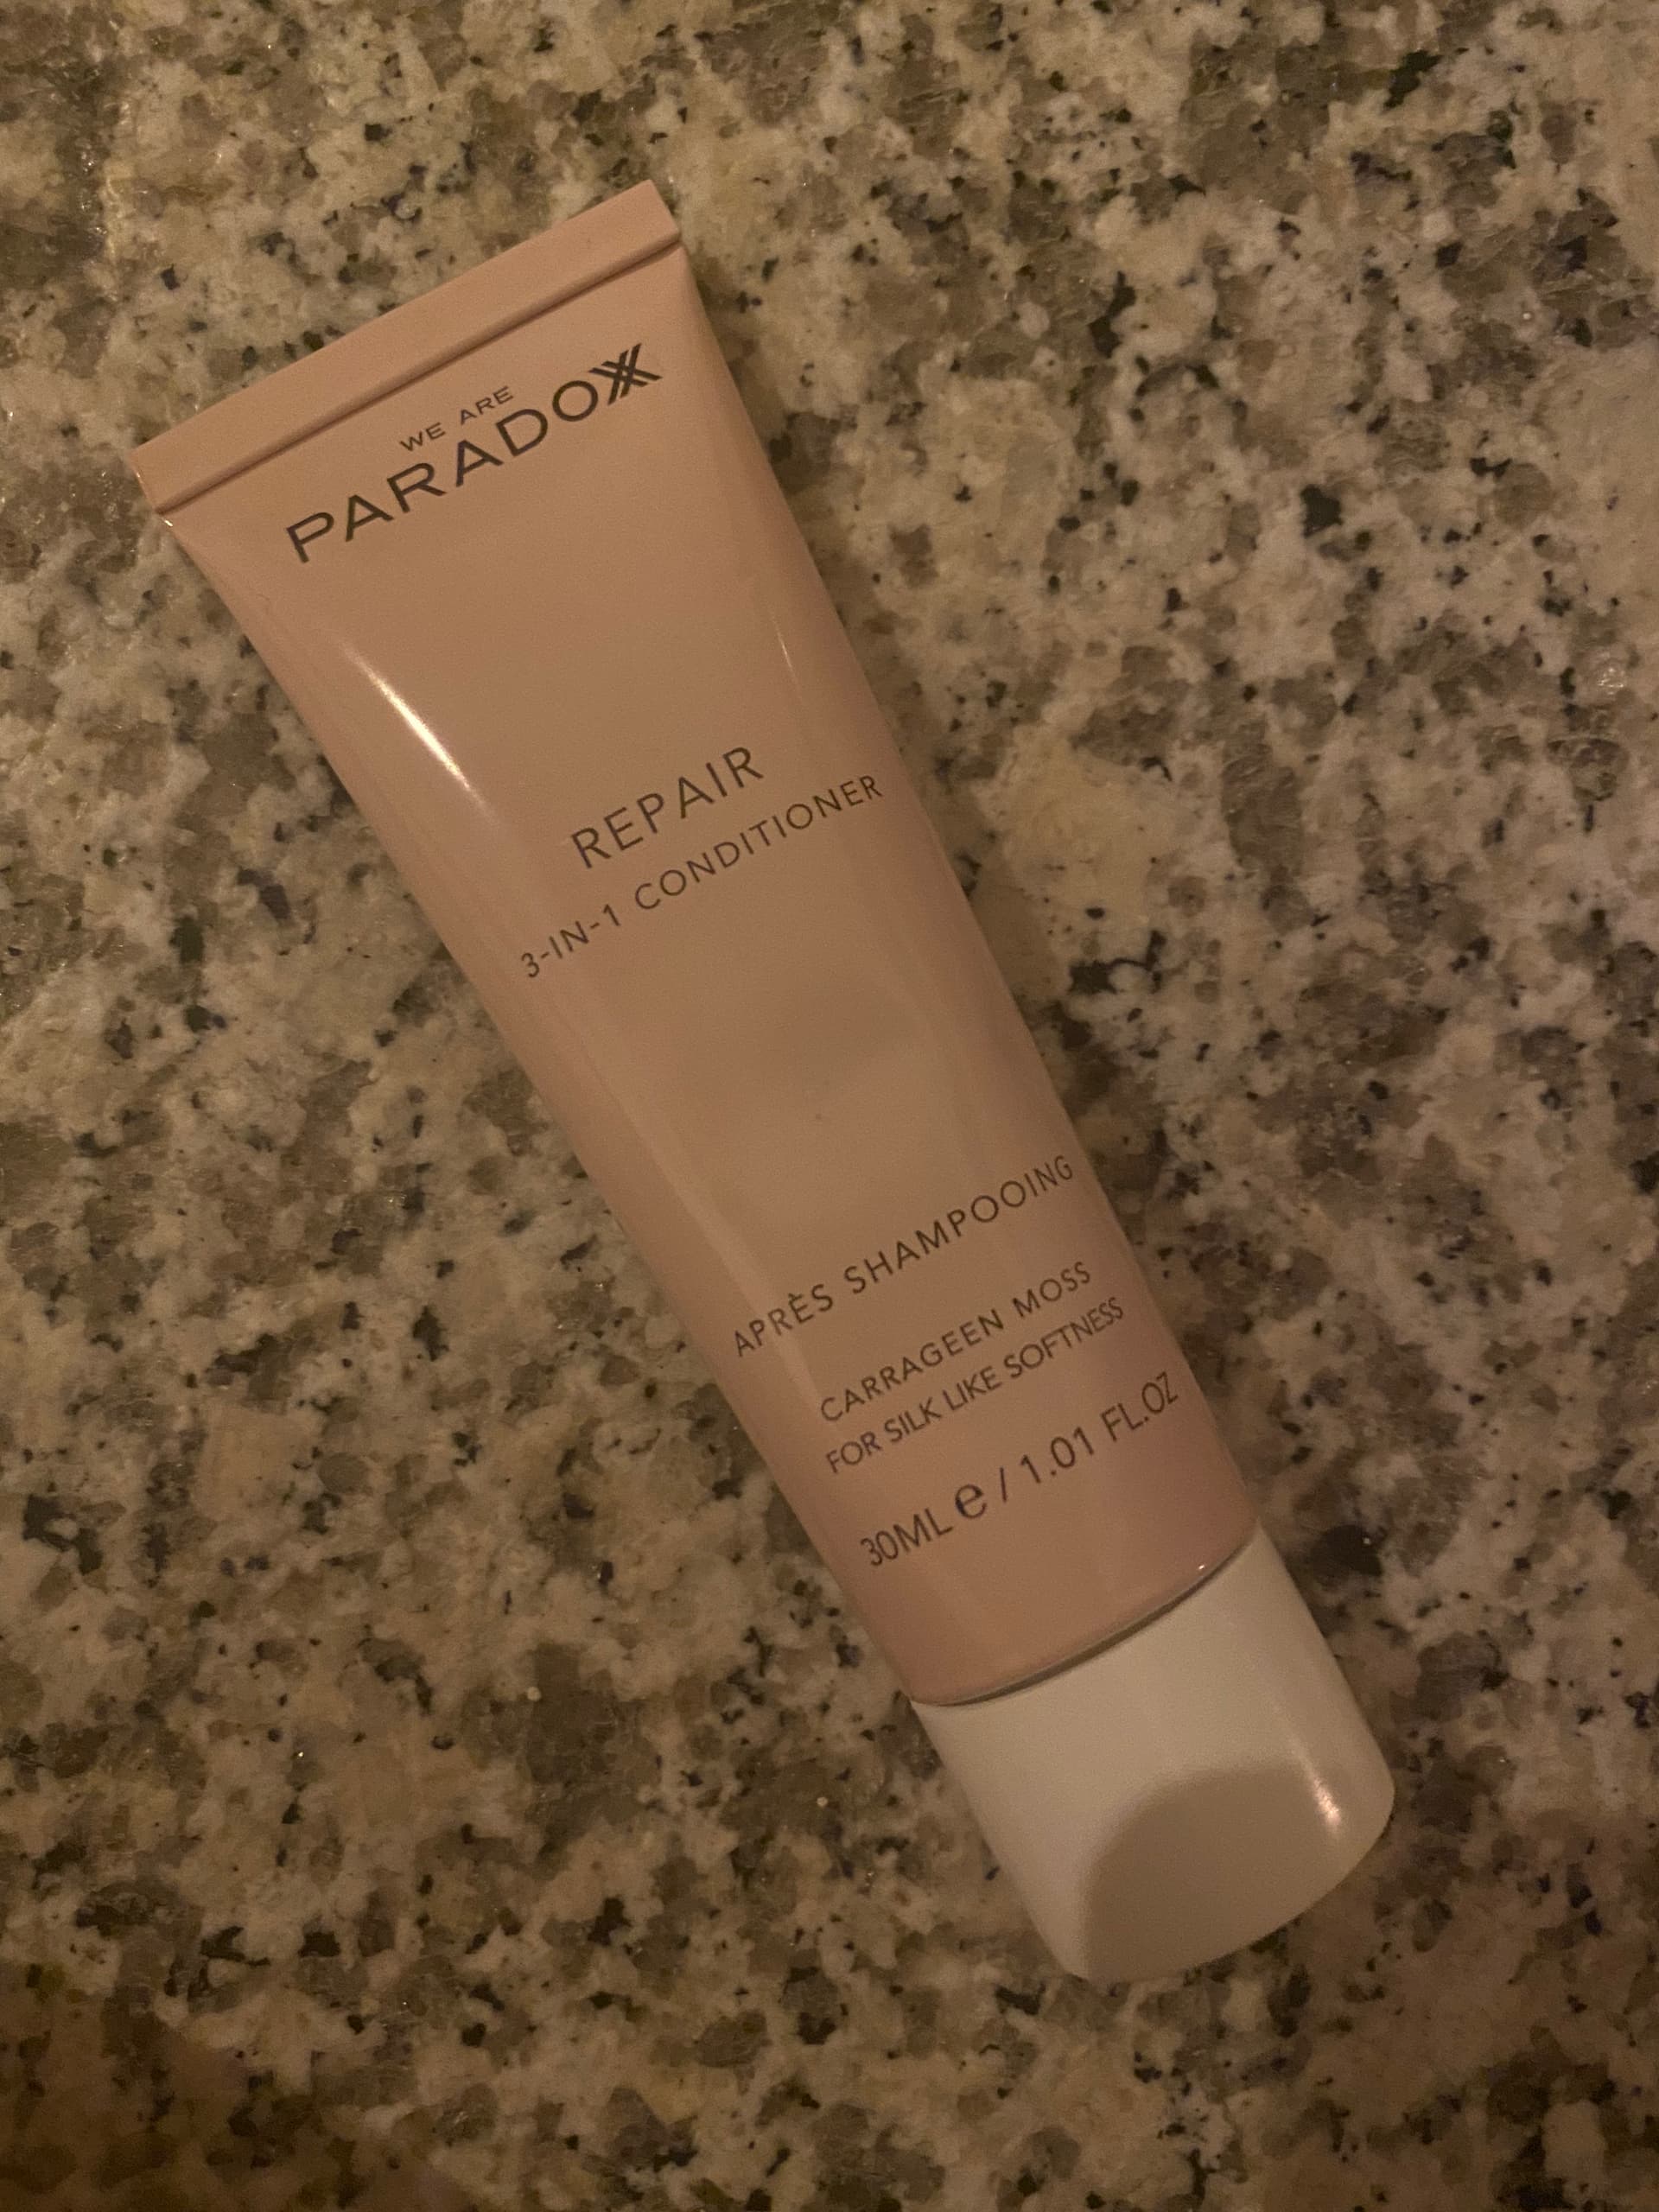 WE ARE
PARADOXX
REPAIR
3-IN-1 CONDITIONER
APRÈS SHAMPOOING
CARRAGEEN MOSS
FOR SILK LIKE SOFTNESS
30ML e / 1.01 FL.OZ